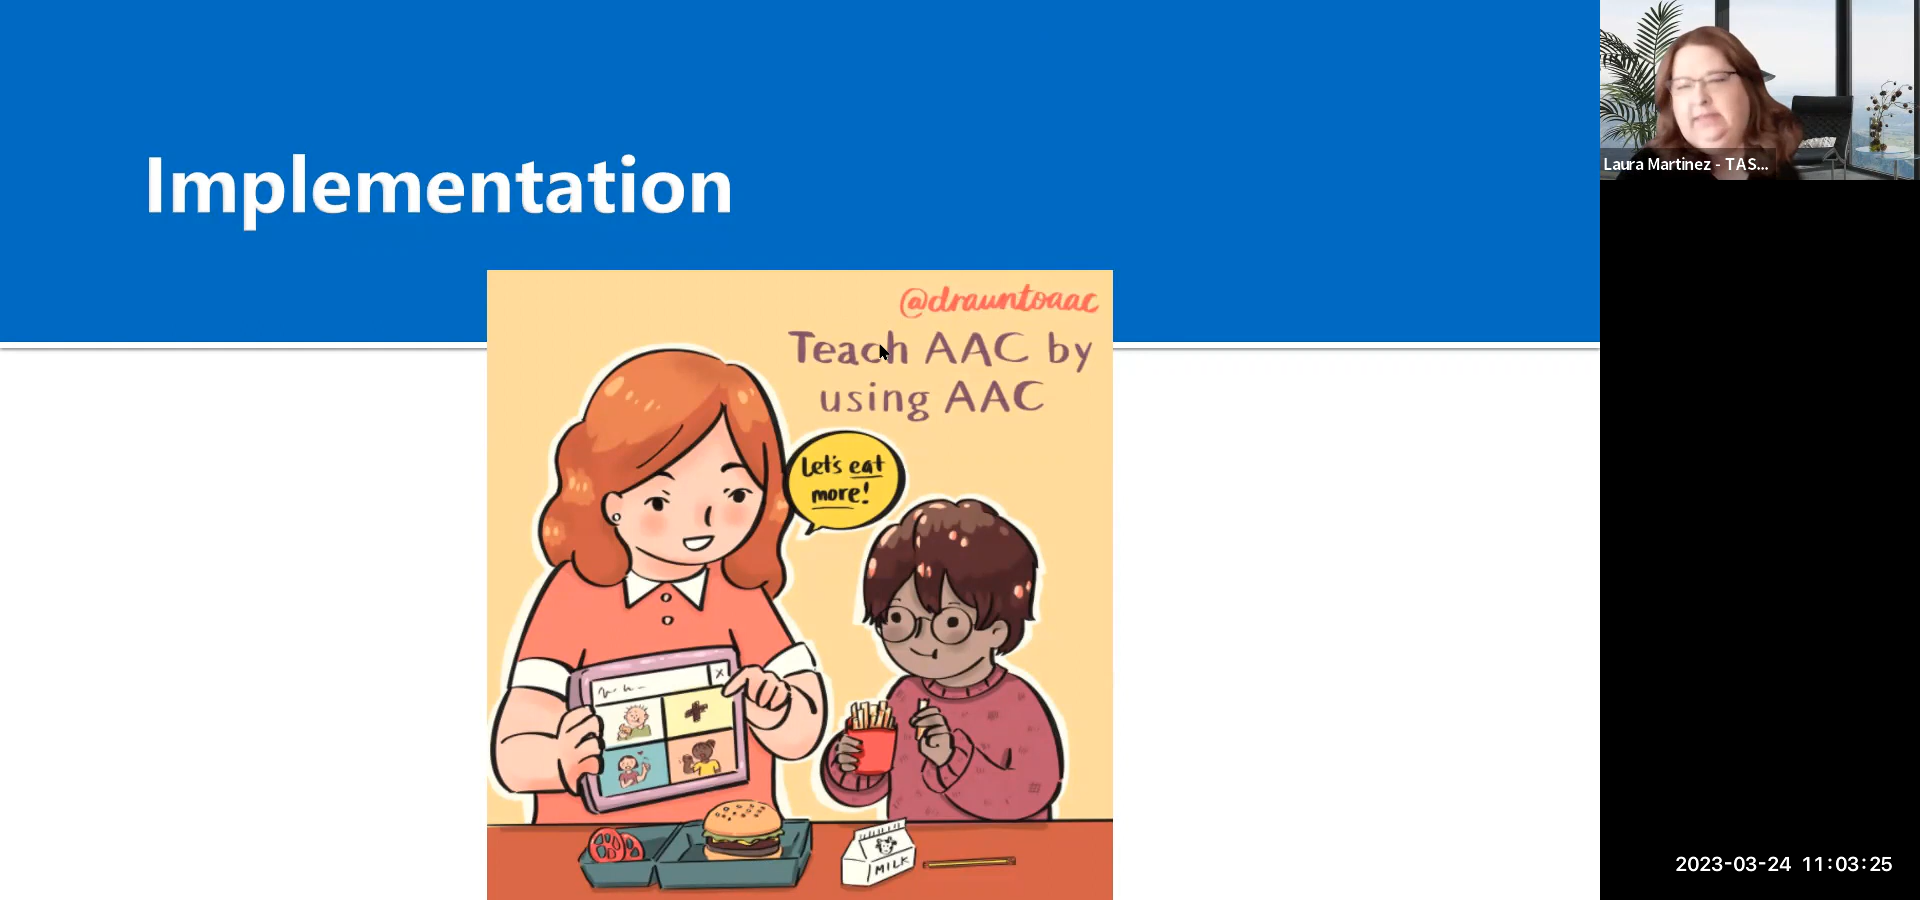 Implementation
@drauntoaac
Teach AAC by
using AAC
Let's eat
more!
X
MILK
Laura Martinez - TAS...
2023-03-24 11:03:25